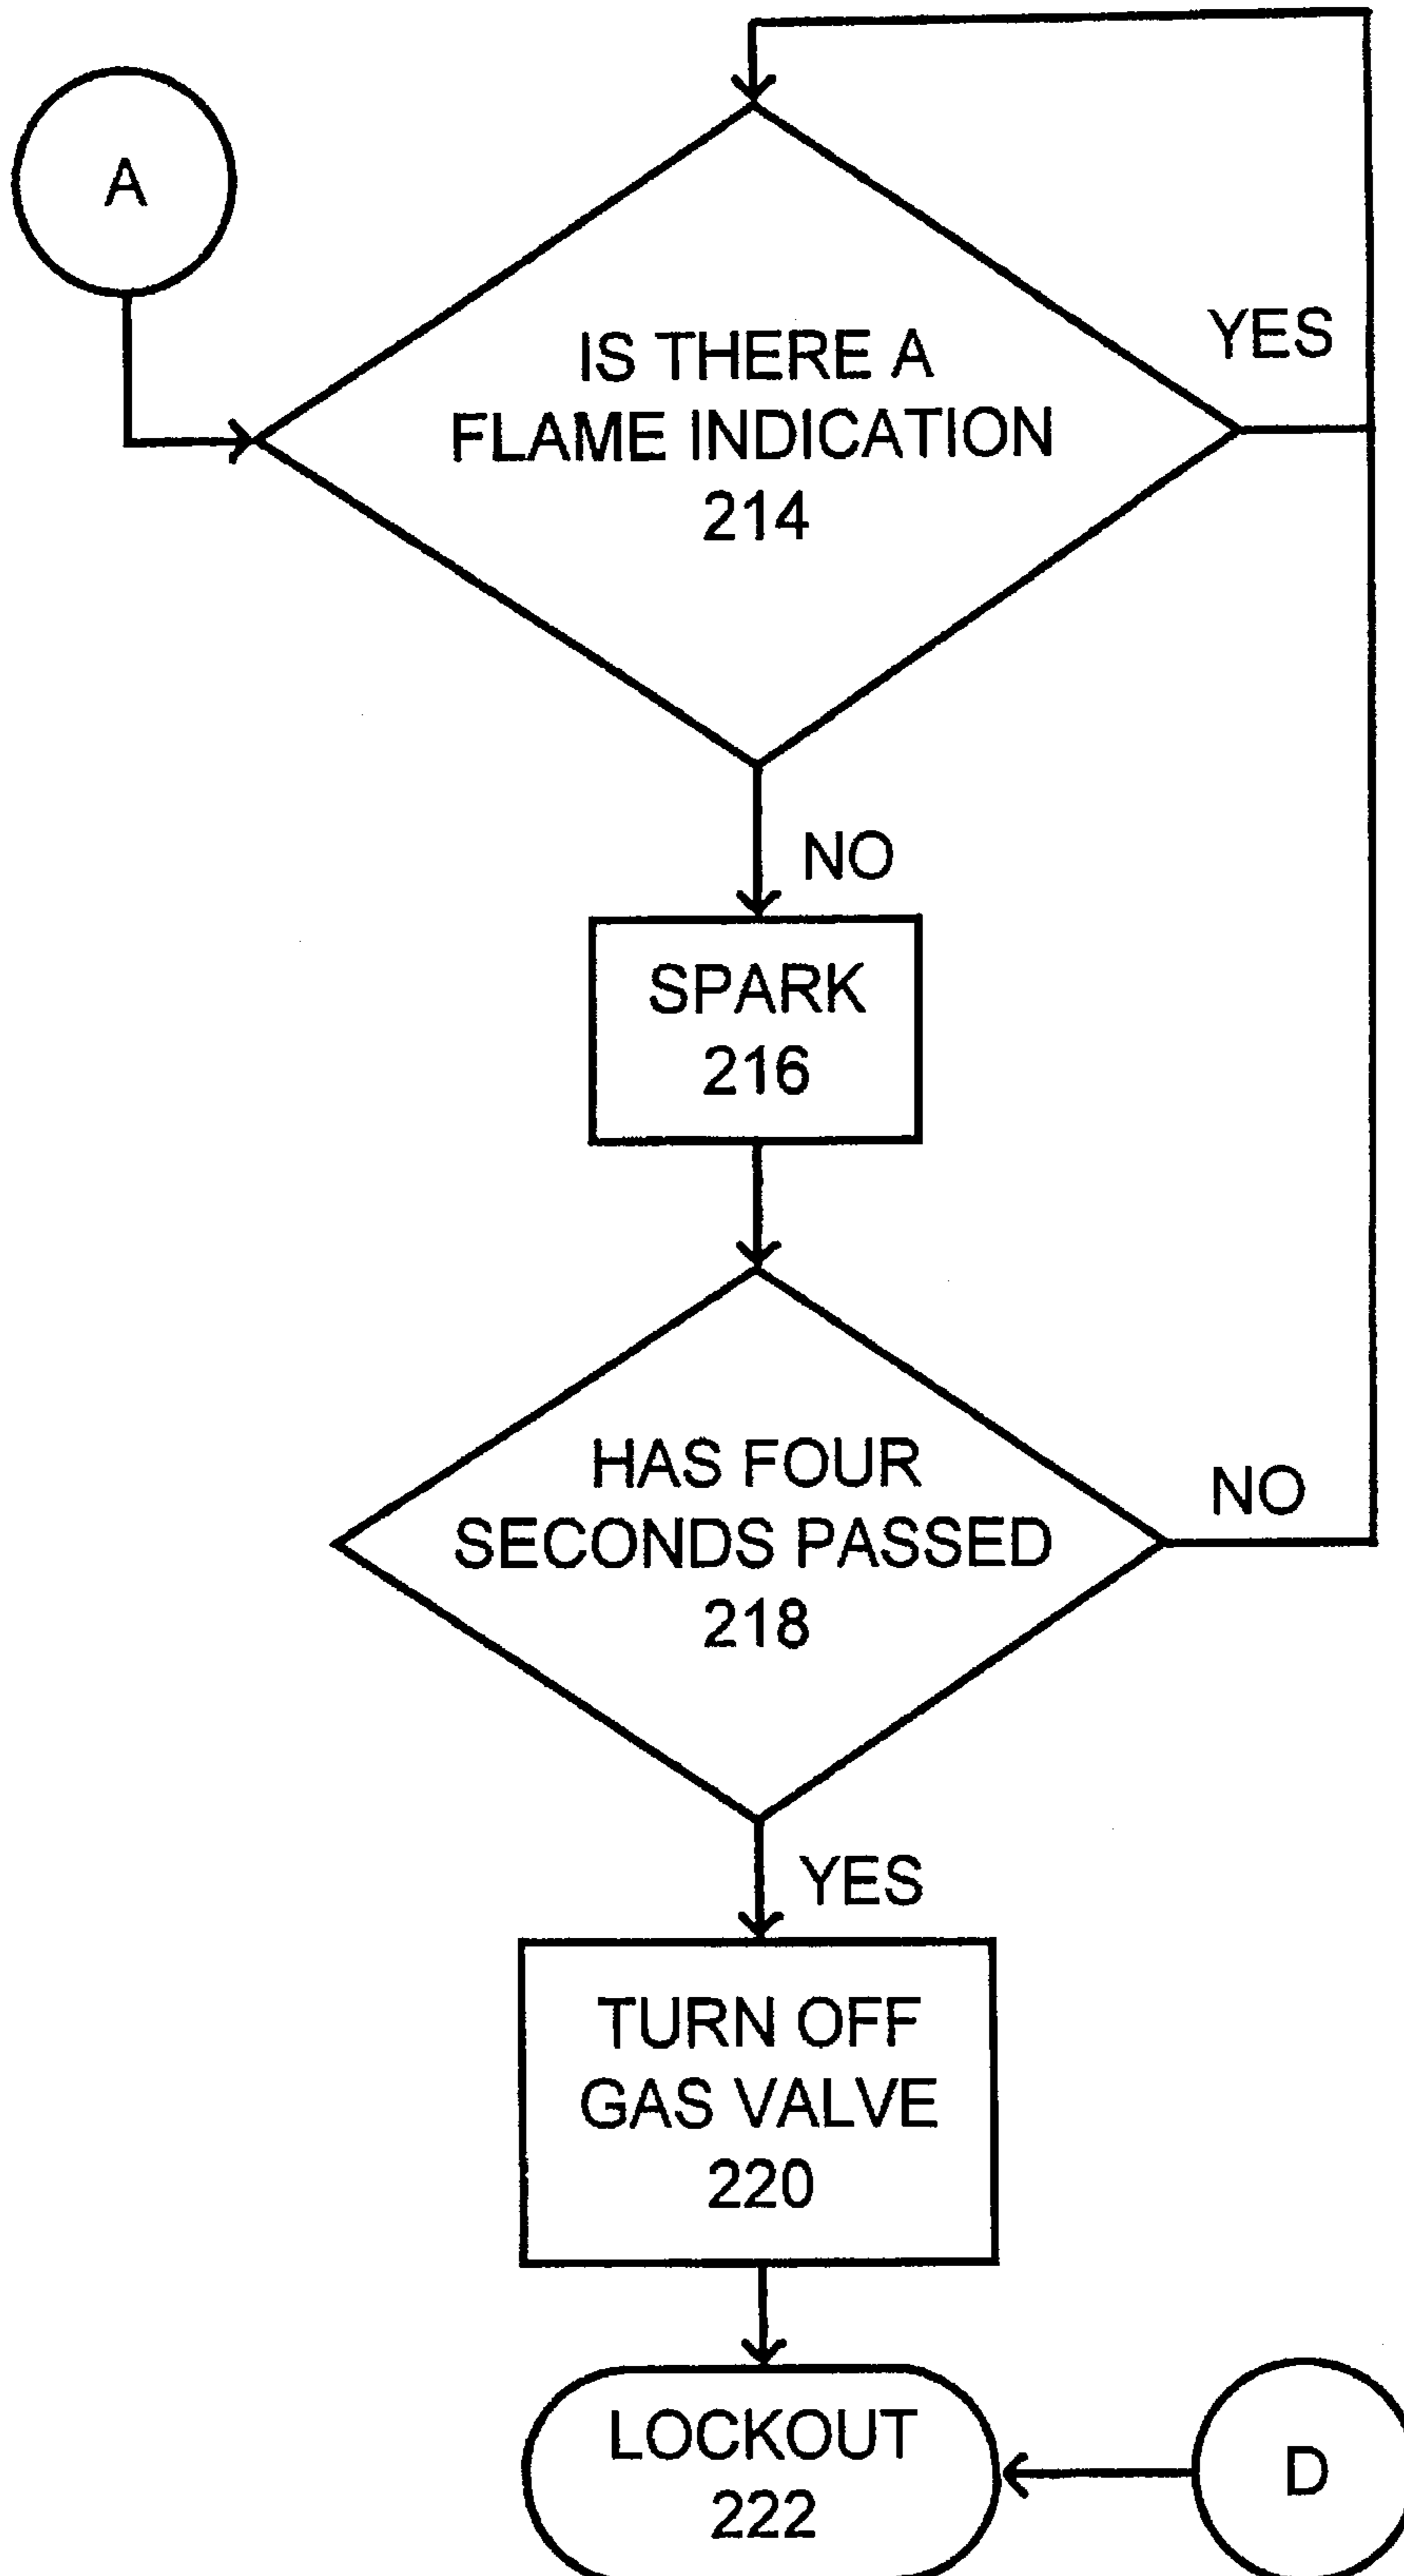 A
IS THERE A
FLAME INDICATION
214
YES
NO
SPARK
216
HAS FOUR
SECONDS PASSED
218
NO
YES
TURN OFF
GAS VALVE
220
LOCKOUT
222
D